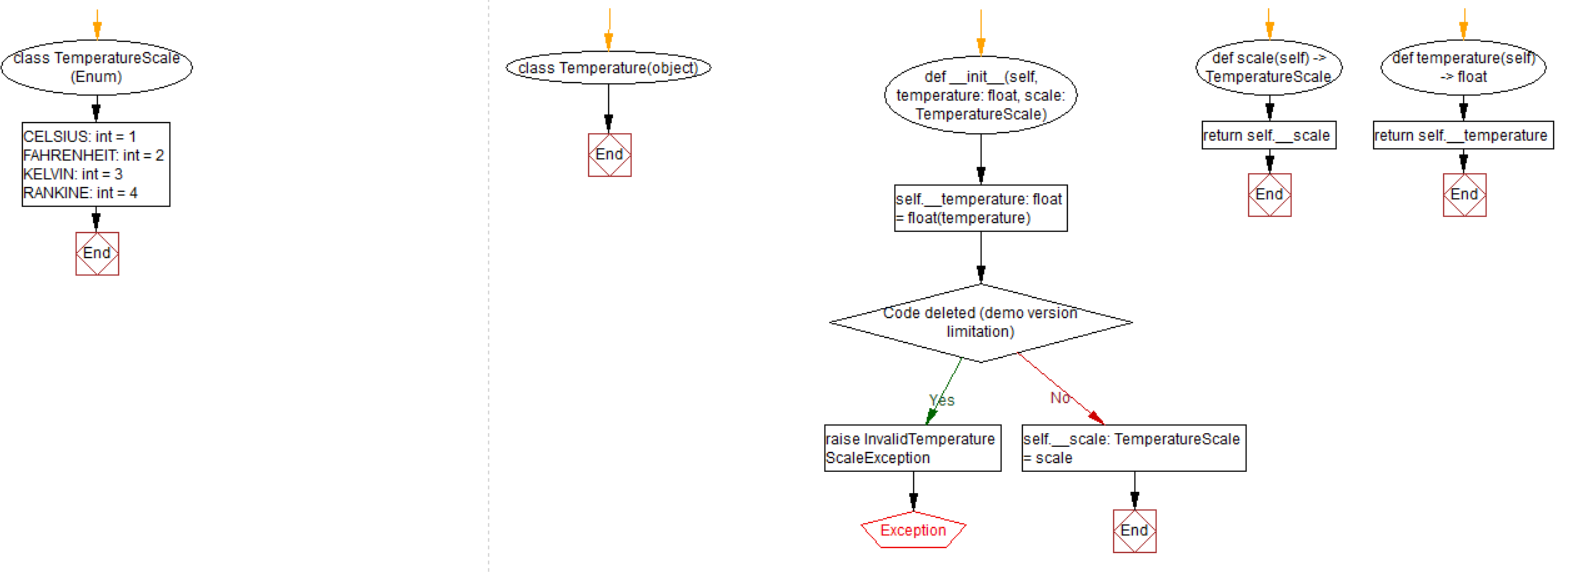 class TemperatureScale
(Enum)
CELSIUS: int = 1
FAHRENHEIT: int = 2
KELVIN: int = 3
RANKINE: int = 4
End
class Temperature(object)
End
def __init__(self,
temperature: float, scale:
TemperatureScale)
self.__temperature: float
= float(temperature)
Code deleted (demo version
limitation)
Yes
No
raise InvalidTemperature
ScaleException
Exception
self.__scale: TemperatureScale
= scale
End
def scale(self) ->
TemperatureScale
return self.__scale
End
def temperature(self)
-> float
return self.__temperature
End